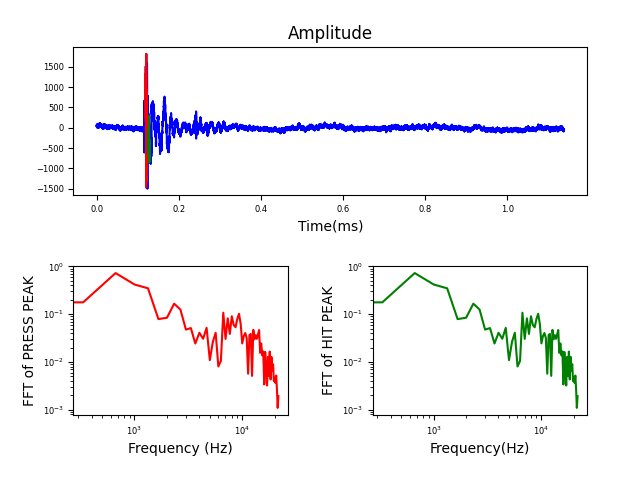 Amplitude
1500
1000
500
0
−500
−1000
−1500
0.0 0.2 0.4 0.6 0.8 1.0
Time(ms)
FFT of PRESS PEAK
10⁰
10⁻¹
10⁻²
10⁻³
10³ 10⁴
Frequency (Hz)
FFT of HIT PEAK
10⁰
10⁻¹
10⁻²
10⁻³
10³ 10⁴
Frequency(Hz)